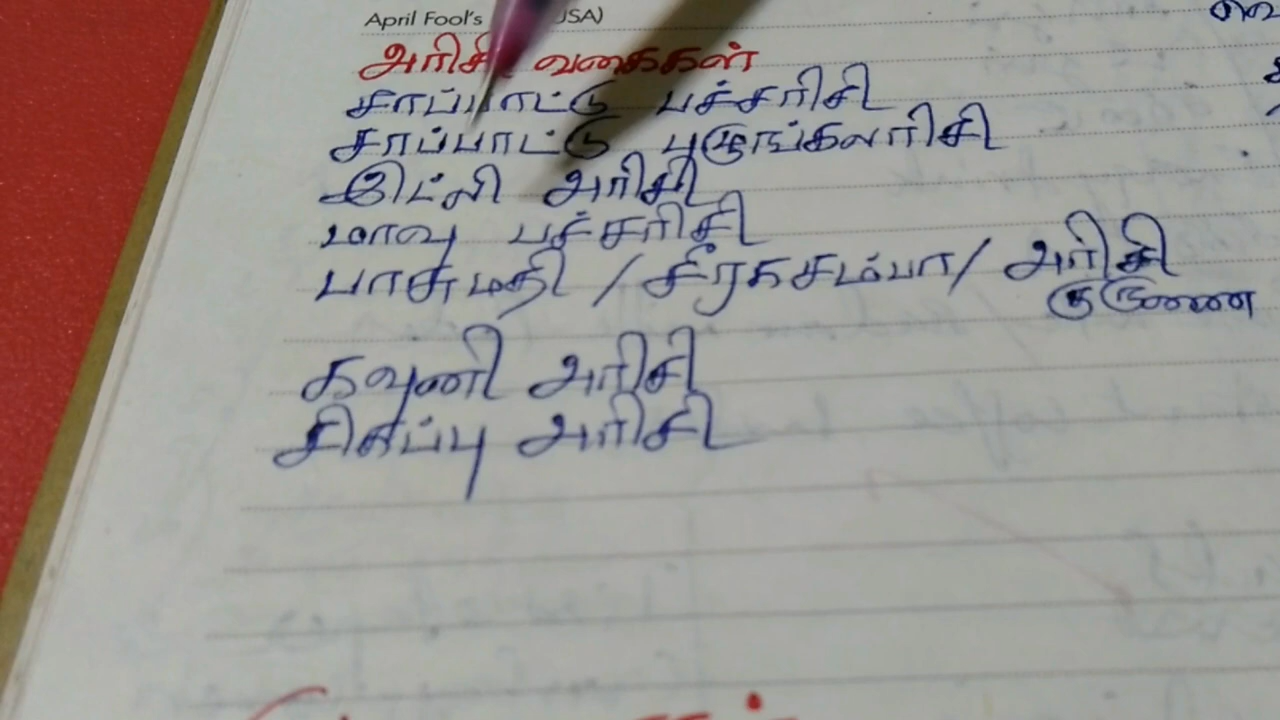 April Fool's USA)
அரிசி வகைகள்
சாப்பாட்டு பச்சரிசி
சாப்பாட்டு புழுங்கலரிசி
இட்லி அரிசி
மாவு பச்சரிசி
பாசுமதி / சீரகசம்பா / அரிசி
குருணை
கவுனி அரிசி
சிகப்பு அரிசி